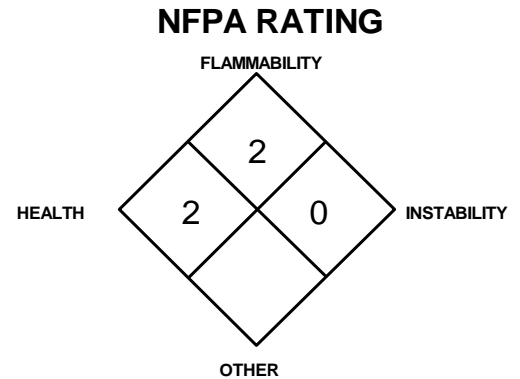 NFPA RATING
FLAMMABILITY
2
HEALTH
2
0
INSTABILITY
OTHER